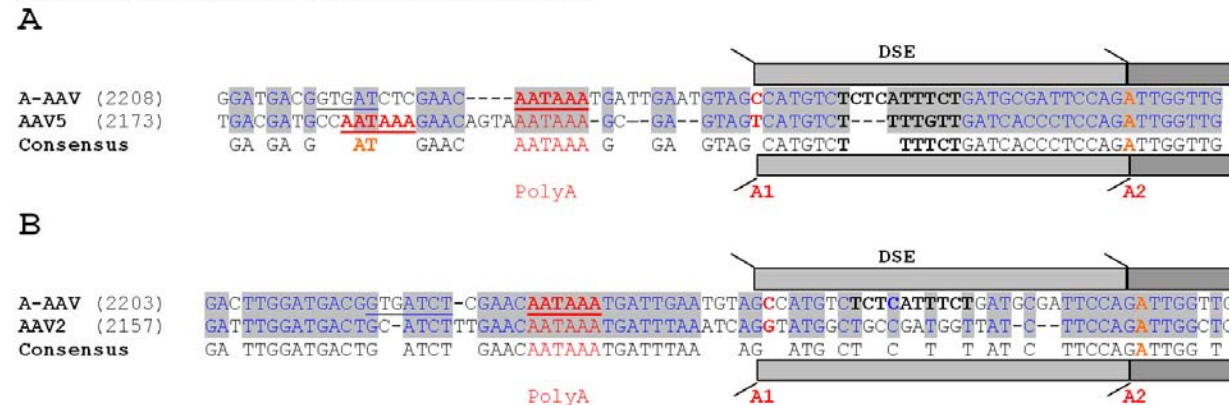 A
DSE
A-AAV (2208) GGATGACGGTGATCTCGAAC----AATAAATGATTGAATGTAGCCATGTCTCTCATTTCTGATGCGATTCCAGATTGGTTG
AAV5 (2173) TGACGATGCCAATAAAGAACAGTAAATAAA-GC--GA--GTAGTCATGTCT---TTTGTTGATCACCCTCCAGATTGGTTG
Consensus GA GA G AT GAAC AATAAA G GA GTAG CATGTCT TTTCTGATCACCCTCCAGATTGGTTG
PolyA A1 A2
B
DSE
A-AAV (2203) GACTTGGATGACGGTGATCT-CGAACAATAAATGATTGAATGTAGCCATGTCTCTCATTTCTGATGCGATTCCAGATTGGTTC
AAV2 (2157) GATTTGGATGACTGC-ATCTTTGAACAATAAATGATTTAAATCAGGTATGGCTGCCGATGGTTAT-C--TTCCAGATTGGCTC
Consensus GA TTGGATGACTG ATCT GAACAATAAATGATTTAA AG ATG CT C T T AT C TTCCAGATTGG T
PolyA A1 A2